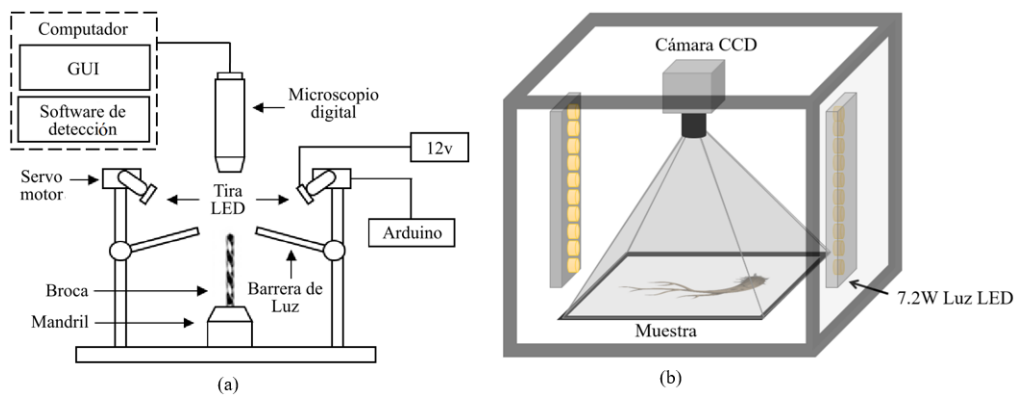 Computador
GUI
Software de
detección
Microscopio
digital
12v
Servo
motor
Tira
LED
Arduino
Broca
Barrera de
Luz
Mandril
(a)
Cámara CCD
7.2W Luz LED
Muestra
(b)